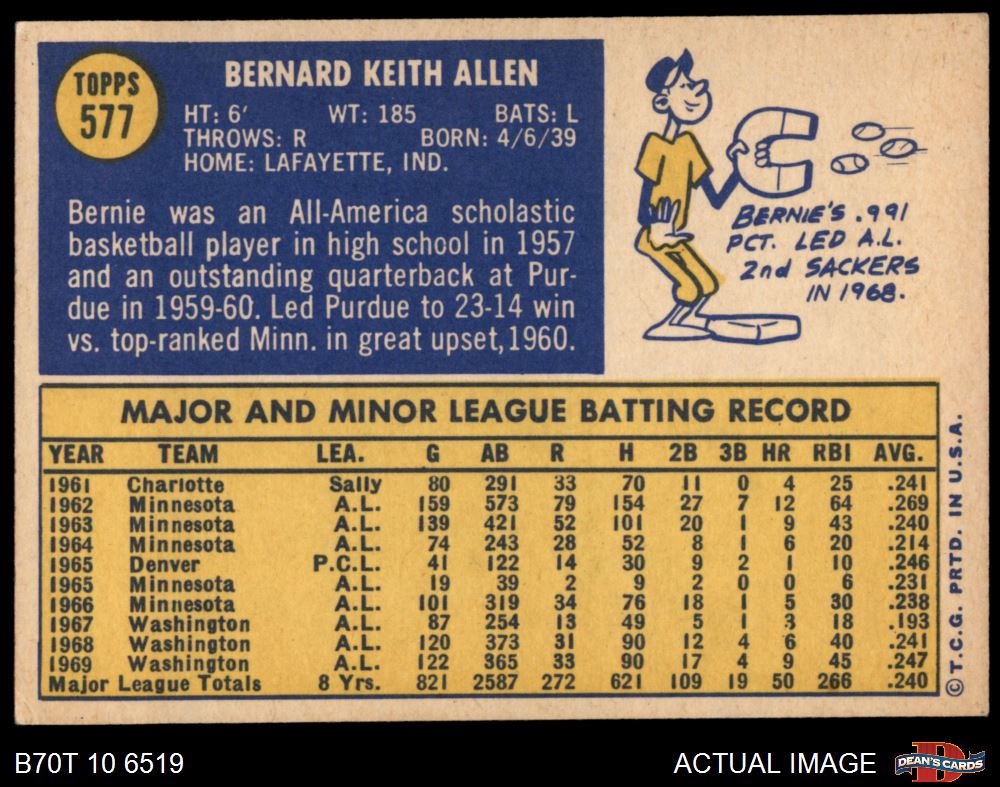 TOPPS
577
BERNARD KEITH ALLEN
HT: 6' WT: 185 BATS: L
THROWS: R BORN: 4/6/39
HOME: LAFAYETTE, IND.
Bernie was an All-America scholastic
basketball player in high school in 1957
and an outstanding quarterback at Pur-
due in 1959-60. Led Purdue to 23-14 win
vs. top-ranked Minn. in great upset, 1960.
BERNIE'S .991
PCT. LED A.L.
2nd SACKERS
IN 1968.
MAJOR AND MINOR LEAGUE BATTING RECORD
YEAR TEAM LEA. G AB R H 2B 3B HR RBI AVG.
1961 Charlotte Sally 80 291 33 70 11 0 4 25 .241
1962 Minnesota A.L. 159 573 79 154 27 7 12 64 .269
1963 Minnesota A.L. 139 421 52 101 20 1 9 43 .240
1964 Minnesota A.L. 74 243 28 52 8 1 6 20 .214
1965 Denver P.C.L. 41 122 14 30 9 2 1 10 .246
1965 Minnesota A.L. 19 39 2 9 2 0 0 6 .231
1966 Minnesota A.L. 101 319 34 76 18 1 5 30 .238
1967 Washington A.L. 87 254 13 49 5 1 3 18 .193
1968 Washington A.L. 120 373 31 90 12 4 6 40 .241
1969 Washington A.L. 122 365 33 90 17 4 9 45 .247
Major League Totals 8 Yrs. 821 2587 272 621 109 19 50 266 .240
©T.C.G. PRTD. IN U.S.A.
B70T 10 6519
ACTUAL IMAGE
DEAN'S CARDS